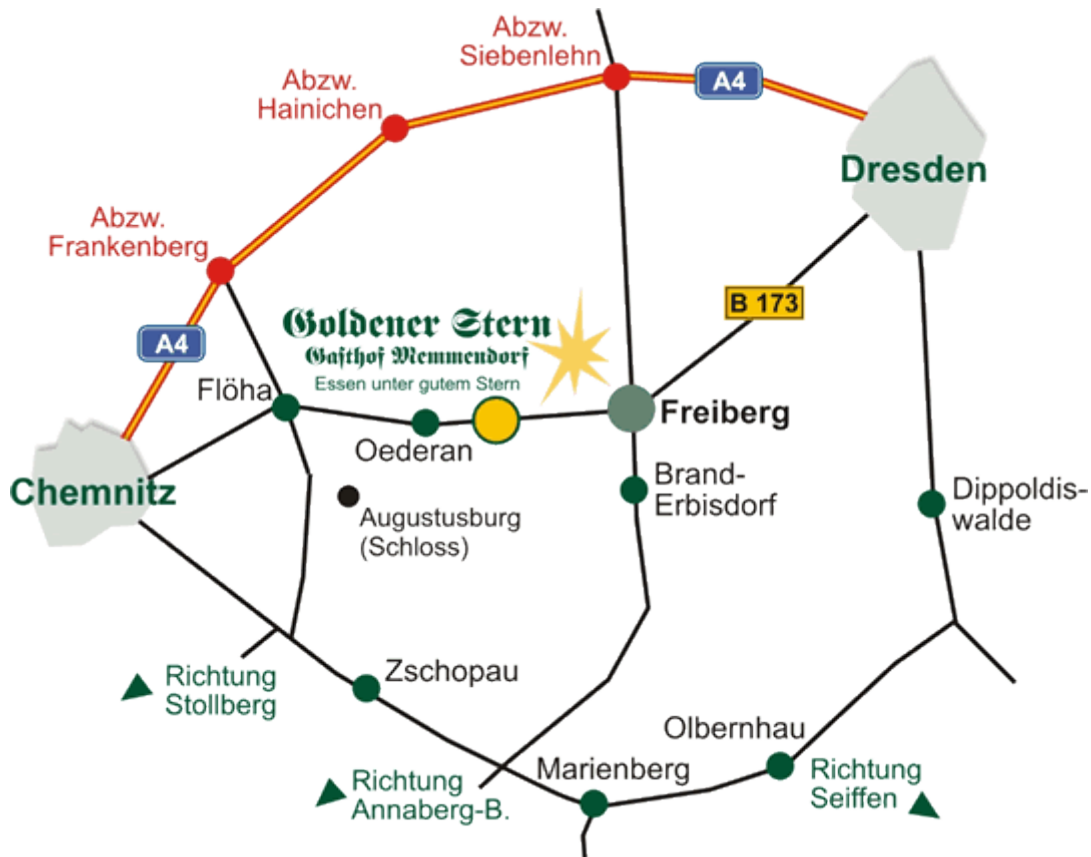 Abzw.
Siebenlehn
A4
Abzw.
Hainichen
Dresden
Abzw.
Frankenberg
B 173
A4
Goldener Stern
Gasthof Memmendorf
Essen unter gutem Stern
Flöha
Freiberg
Oederan
Chemnitz
Brand-
Erbisdorf
Dippoldis-
walde
Augustusburg
(Schloss)
Zschopau
Richtung
Stollberg
Olbernhau
Marienberg
Richtung
Annaberg-B.
Richtung
Seiffen